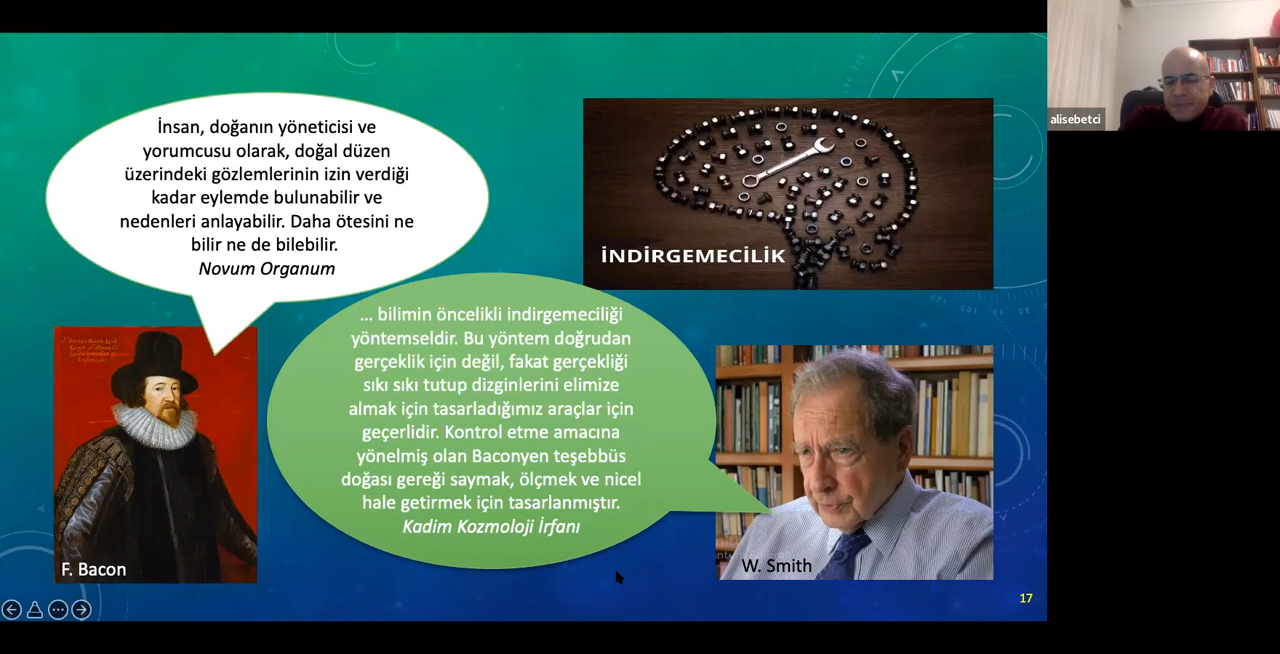 İnsan, doğanın yöneticisi ve
yorumcusu olarak, doğal düzen
üzerindeki gözlemlerinin izin verdiği
kadar eylemde bulunabilir ve
nedenleri anlayabilir. Daha ötesini ne
bilir ne de bilebilir.
Novum Organum
İNDİRGEMECİLİK
... bilimin öncelikli indirgemeciliği
yöntemseldir. Bu yöntem doğrudan
gerçeklik için değil, fakat gerçekliği
sıkı sıkı tutup dizginlerini elimize
almak için tasarladığımız araçlar için
geçerlidir. Kontrol etme amacına
yönelmiş olan Baconyen teşebbüs
doğası gereği saymak, ölçmek ve nicel
hale getirmek için tasarlanmıştır.
Kadim Kozmoloji İrfanı
F. Bacon
W. Smith
17
alisebetci